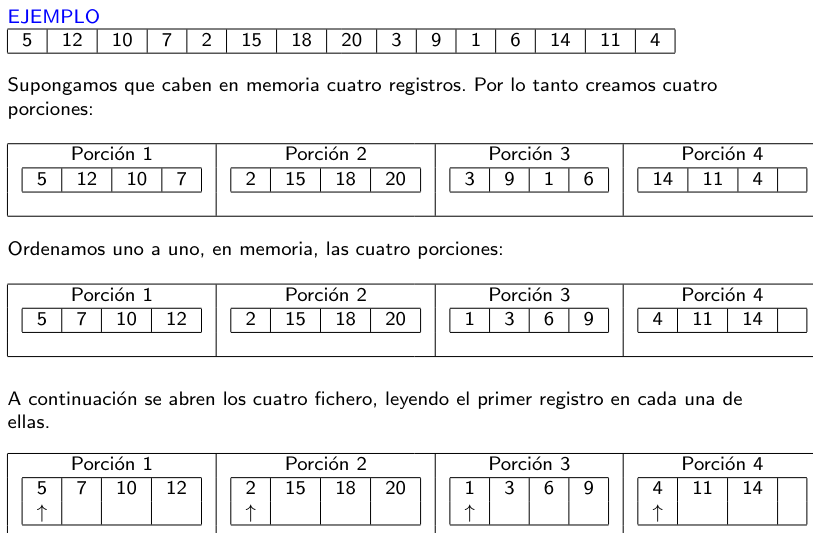 EJEMPLO
5 12 10 7 2 15 18 20 3 9 1 6 14 11 4
Supongamos que caben en memoria cuatro registros. Por lo tanto creamos cuatro
porciones:
Porción 1 Porción 2 Porción 3 Porción 4
5 12 10 7 2 15 18 20 3 9 1 6 14 11 4
Ordenamos uno a uno, en memoria, las cuatro porciones:
Porción 1 Porción 2 Porción 3 Porción 4
5 7 10 12 2 15 18 20 1 3 6 9 4 11 14
A continuación se abren los cuatro fichero, leyendo el primer registro en cada una de
ellas.
Porción 1 Porción 2 Porción 3 Porción 4
5 7 10 12 2 15 18 20 1 3 6 9 4 11 14
↑ ↑ ↑ ↑